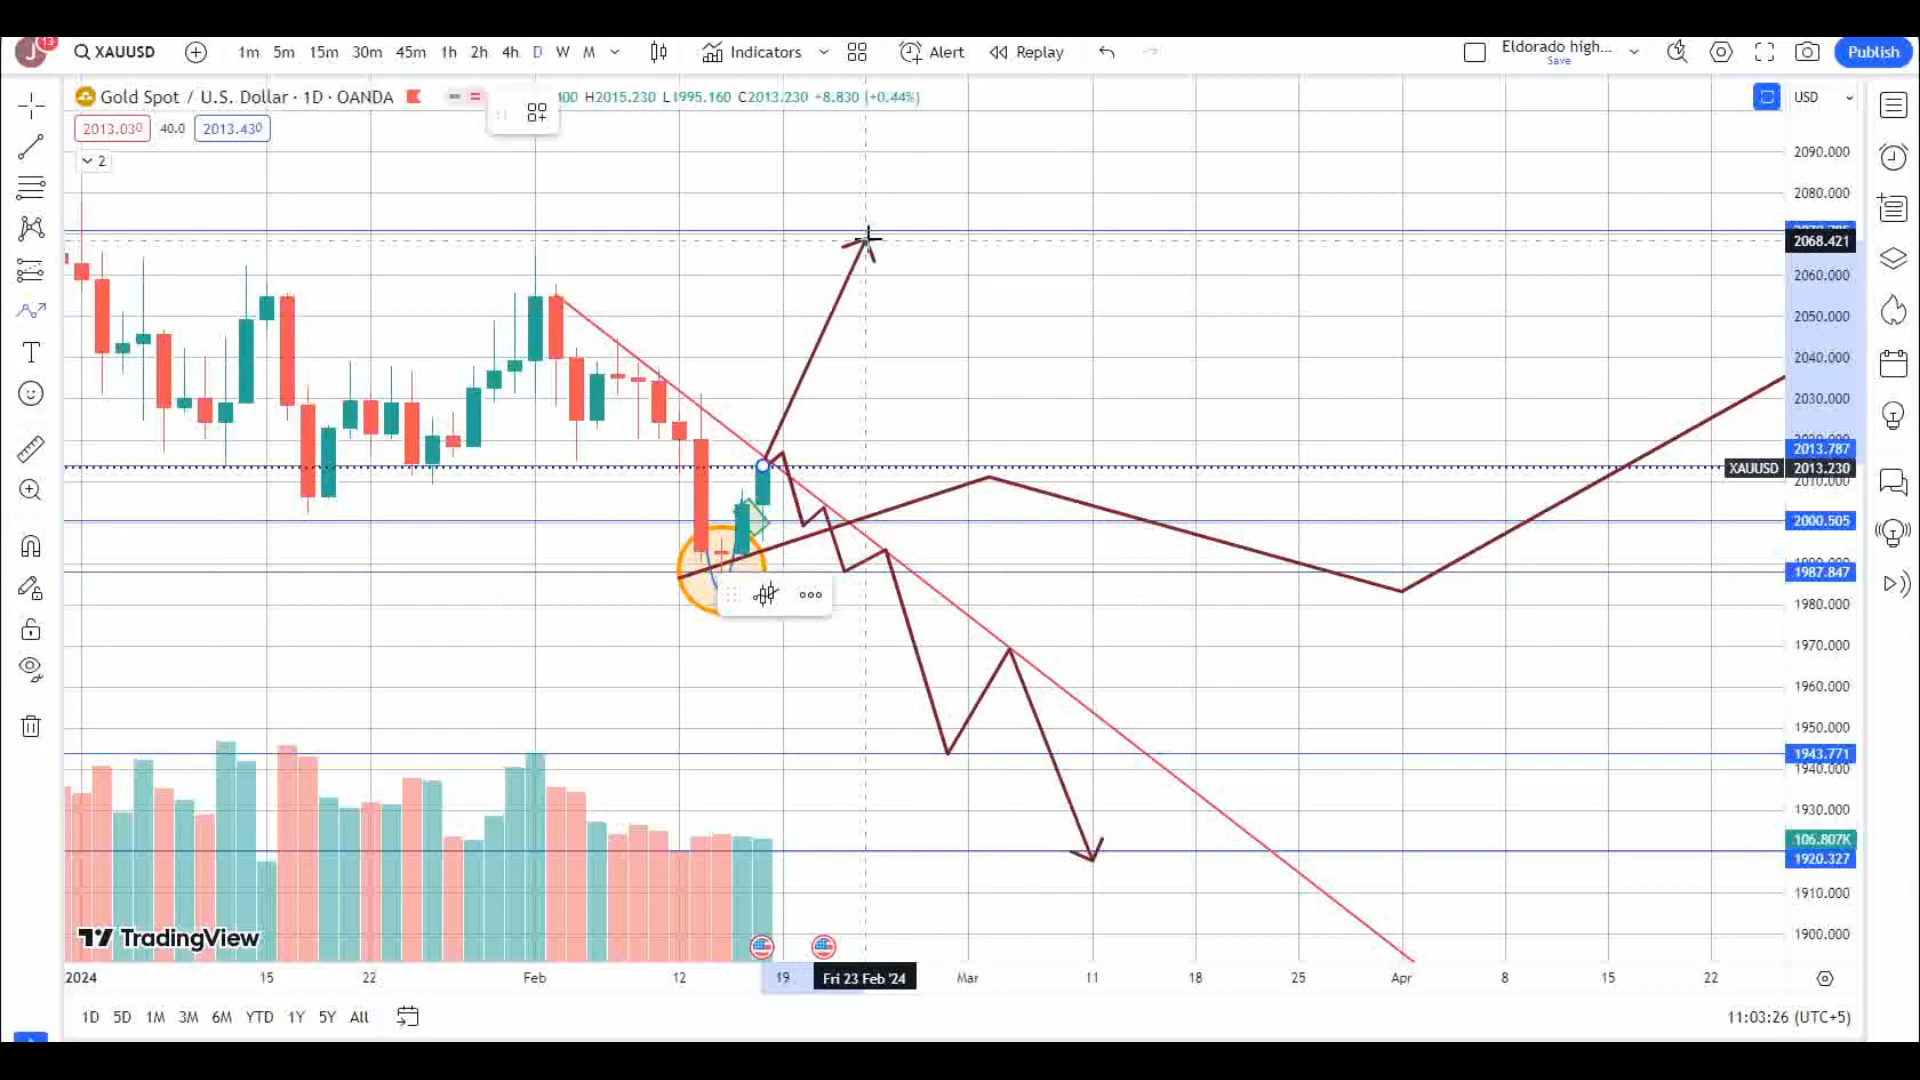 J 13 XAUUSD 1m 5m 15m 30m 45m 1h 2h 4h D W M Indicators Alert Replay Eldorado high... Save Publish
Gold Spot / U.S. Dollar · 1D · OANDA H2015.230 L1995.160 C2013.230 +8.830 (+0.44%) USD
2013.030 40.0 2013.430
2
2090.000
2080.000
2068.421
2060.000
2050.000
2040.000
2030.000
2013.787
XAUUSD 2013.230
2010.000
2000.505
1987.847
1980.000
1970.000
1960.000
1950.000
1943.771
1940.000
1930.000
106.807K
1920.327
1910.000
1900.000
TradingView
2024 15 22 Feb 12 19 Fri 23 Feb '24 Mar 11 18 25 Apr 8 15 22
1D 5D 1M 3M 6M YTD 1Y 5Y All 11:03:26 (UTC+5)